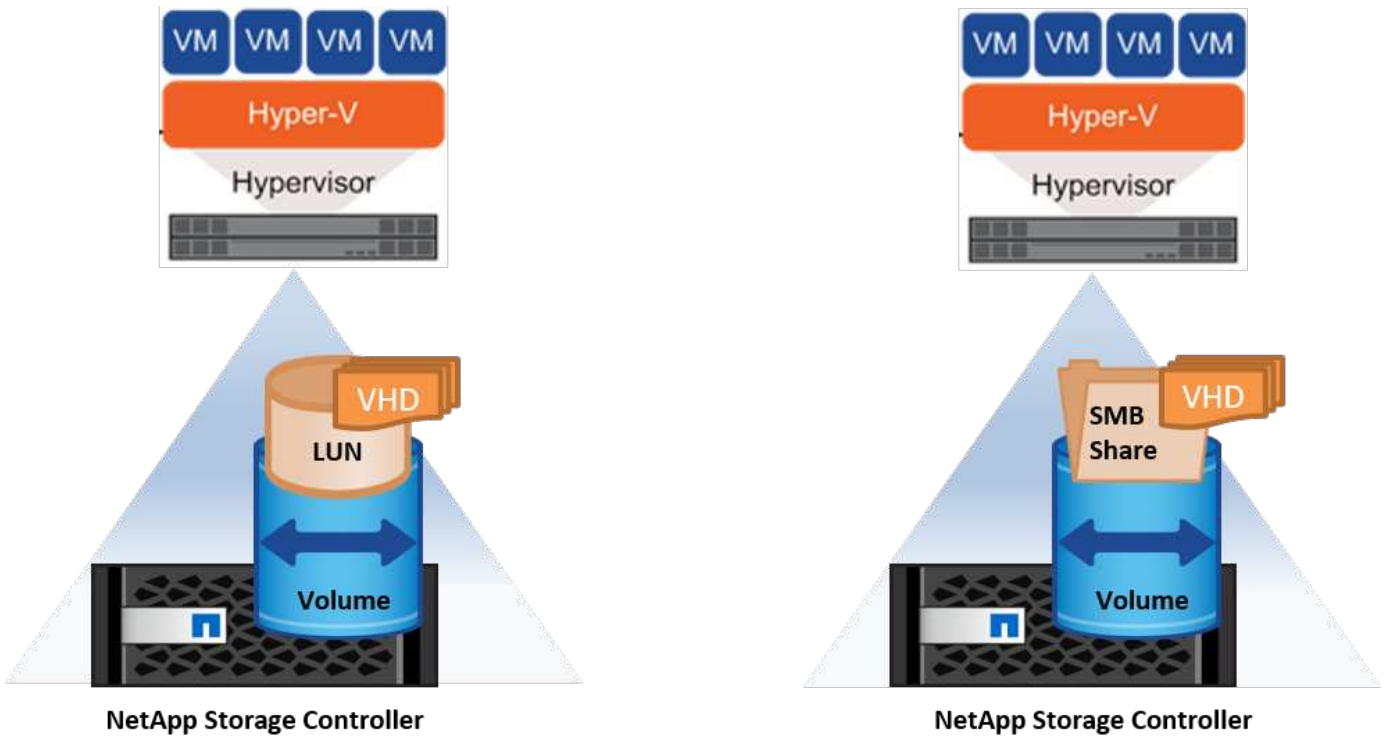 VM VM VM VM
Hyper-V
Hypervisor
VHD
LUN
Volume
NetApp Storage Controller
VM VM VM VM
Hyper-V
Hypervisor
VHD
SMB
Share
Volume
NetApp Storage Controller